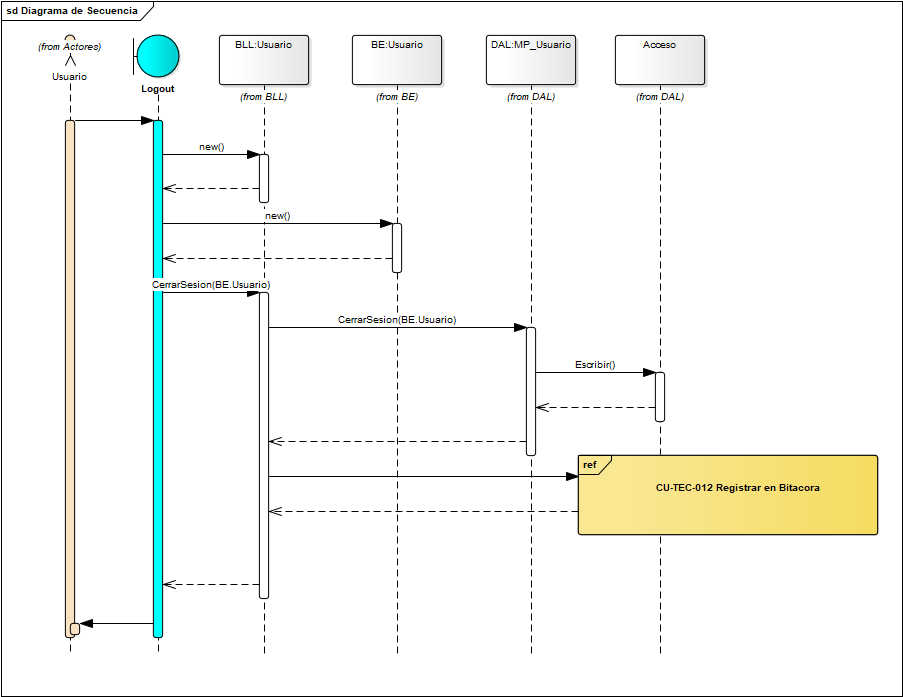 sd Diagrama de Secuencia
(from Actores)
Usuario
Logout
BLL:Usuario
(from BLL)
BE:Usuario
(from BE)
DAL:MP_Usuario
(from DAL)
Acceso
(from DAL)
new()
new()
CerrarSesion(BE.Usuario)
CerrarSesion(BE.Usuario)
Escribir()
ref
CU-TEC-012 Registrar en Bitacora